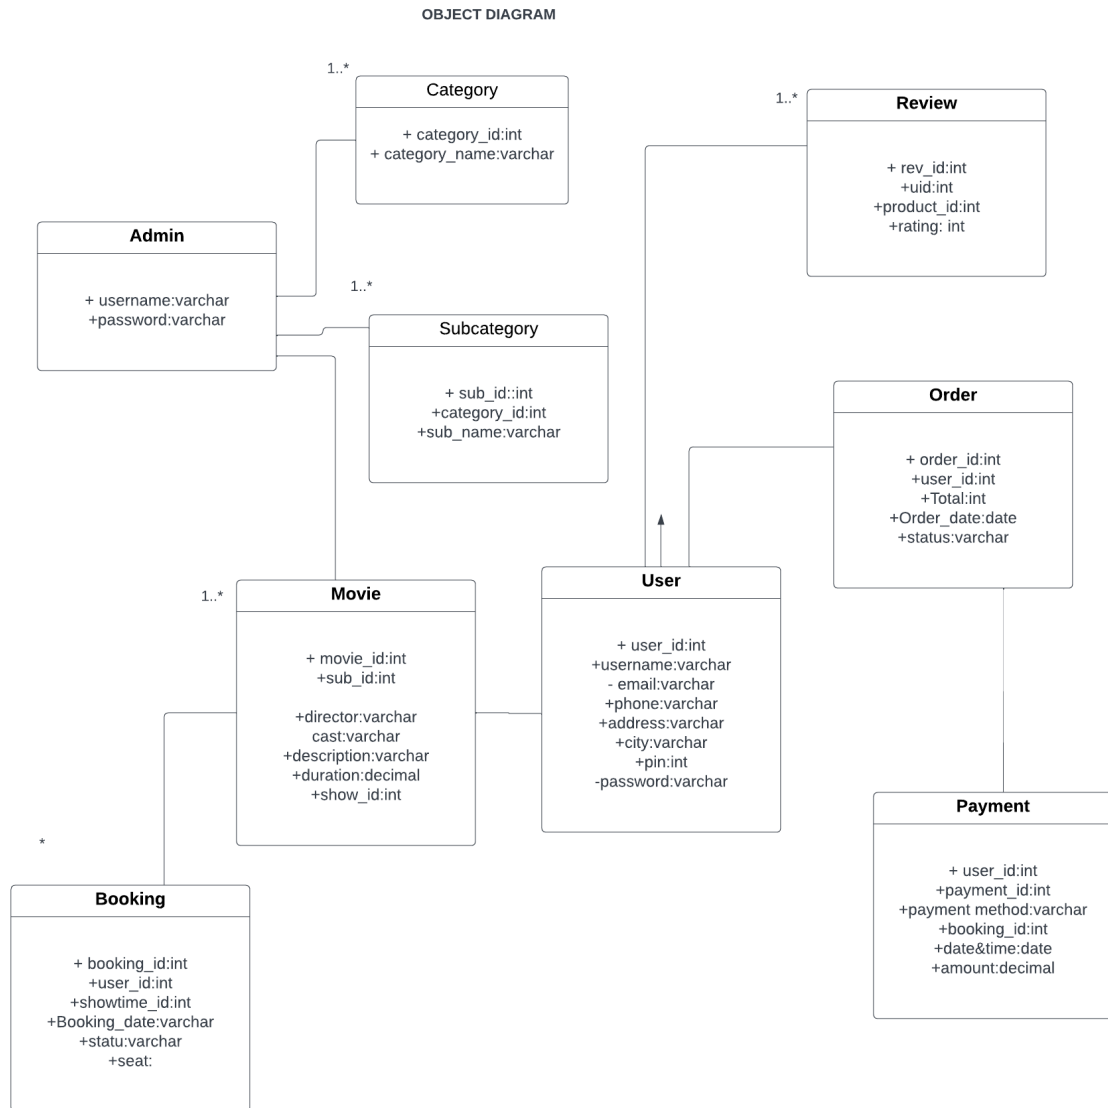 OBJECT DIAGRAM
1..*
Category
+ category_id:int
+ category_name:varchar
1..*
Review
+ rev_id:int
+uid:int
+product_id:int
+rating: int
Admin
+ username:varchar
+password:varchar
1..*
Subcategory
+ sub_id::int
+category_id:int
+sub_name:varchar
Order
+ order_id:int
+user_id:int
+Total:int
+Order_date:date
+status:varchar
1..*
Movie
+ movie_id:int
+sub_id:int
+director:varchar
cast:varchar
+description:varchar
+duration:decimal
+show_id:int
User
+ user_id:int
+username:varchar
- email:varchar
+phone:varchar
+address:varchar
+city:varchar
+pin:int
-password:varchar
*
Booking
+ booking_id:int
+user_id:int
+showtime_id:int
+Booking_date:varchar
+statu:varchar
+seat:
Payment
+ user_id:int
+payment_id:int
+payment method:varchar
+booking_id:int
+date&time:date
+amount:decimal